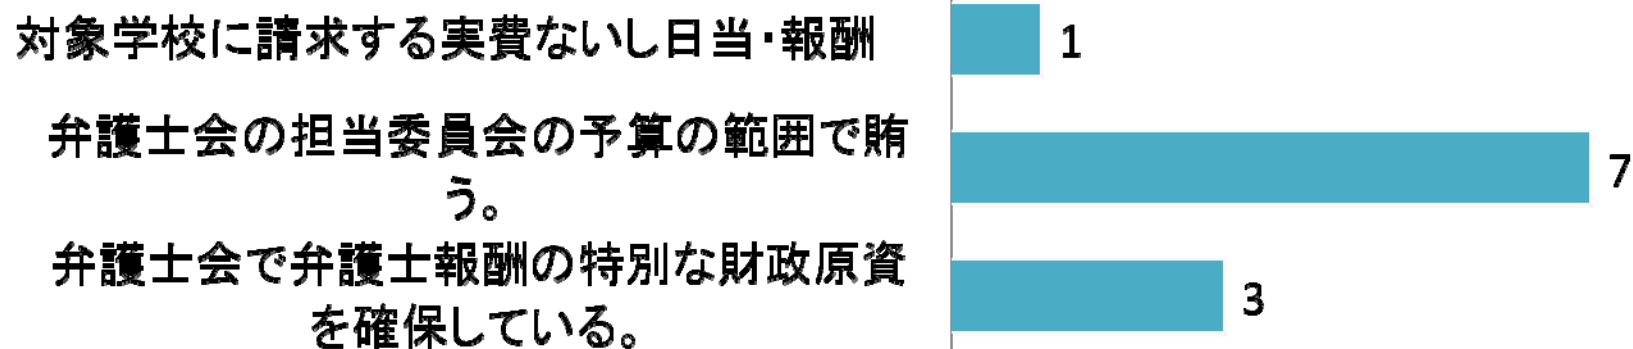 対象学校に請求する実費ないし日当・報酬
1
弁護士会の担当委員会の予算の範囲で賄
う。
7
弁護士会で弁護士報酬の特別な財政原資
を確保している。
3